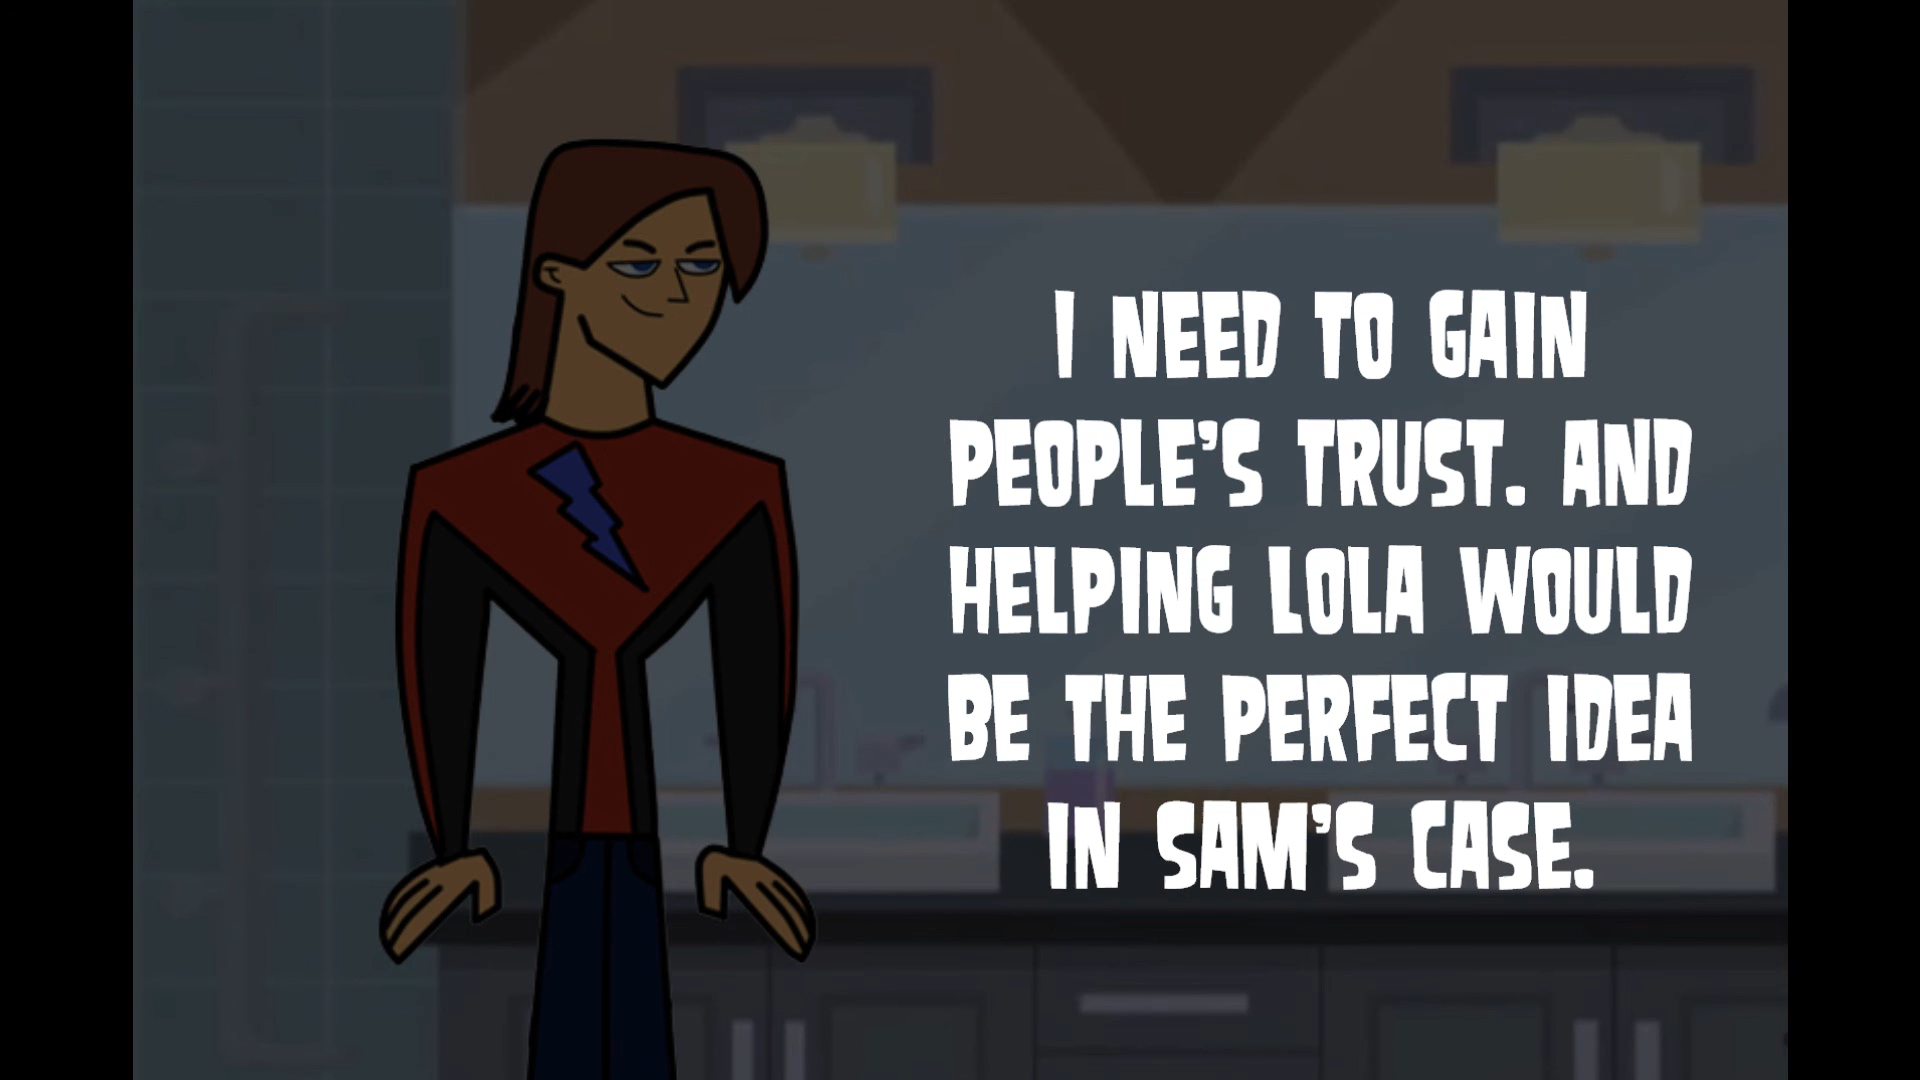 I NEED TO GAIN
PEOPLE'S TRUST. AND
HELPING LOLA WOULD
BE THE PERFECT IDEA
IN SAM'S CASE.